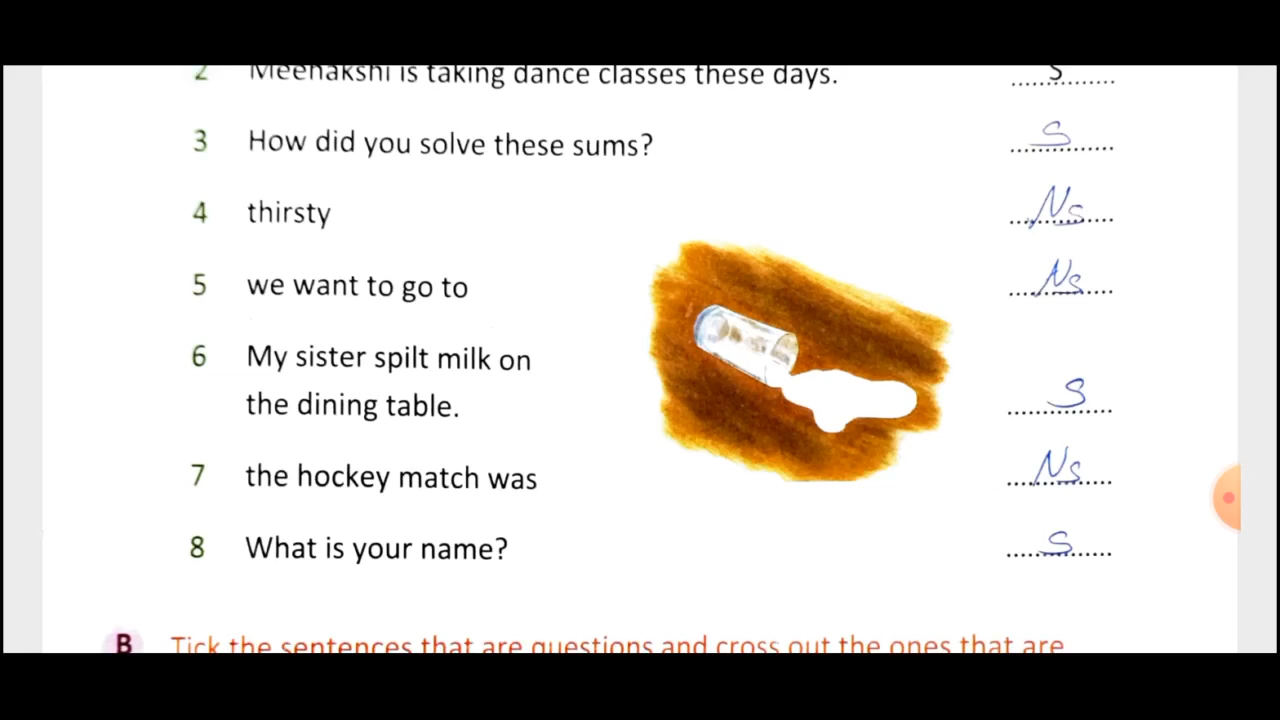 2 Meenakshi is taking dance classes these days. S
3 How did you solve these sums? S
4 thirsty Ns
5 we want to go to Ns
6 My sister spilt milk on
the dining table. S
7 the hockey match was Ns
8 What is your name? S
B Tick the sentences that are questions and cross out the ones that are